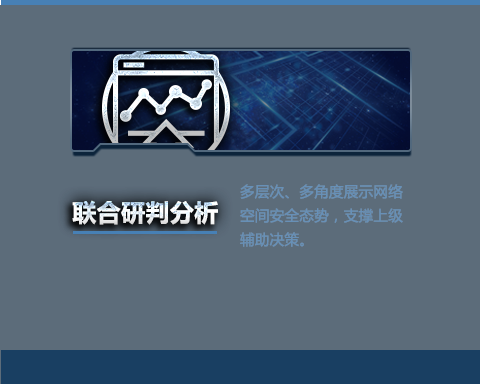 联合研判分析
多层次、多角度展示网络
空间安全态势，支撑上级
辅助决策。